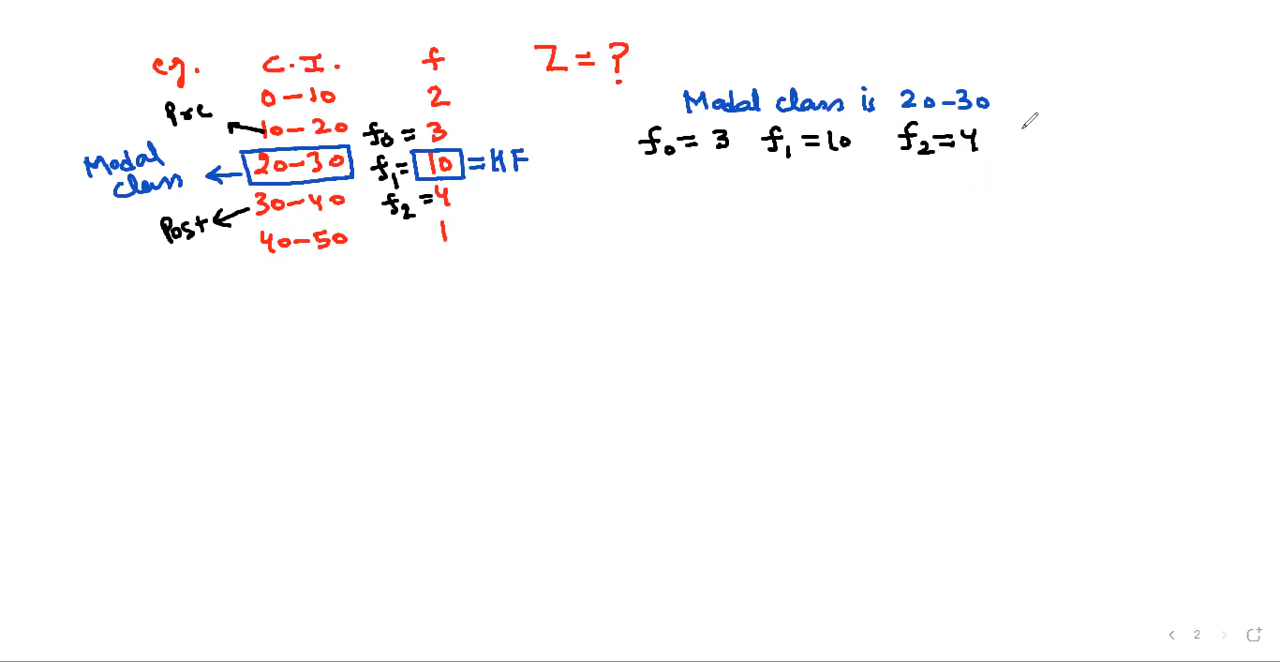 eg. C.I. f Z = ?
Pre 0-10 2
10-20 f₀ = 3
Modal class 20-30 f₁= 10 = HF
Post 30-40 f₂ = 4
40-50 1
Modal class is 20-30
f₀ = 3 f₁ = 10 f₂ = 4
2